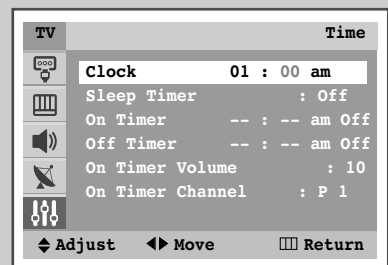 TV Time
Clock 01 : 00 am
Sleep Timer : Off
On Timer -- : -- am Off
Off Timer -- : -- am Off
On Timer Volume : 10
On Timer Channel : P 1
Adjust Move Return